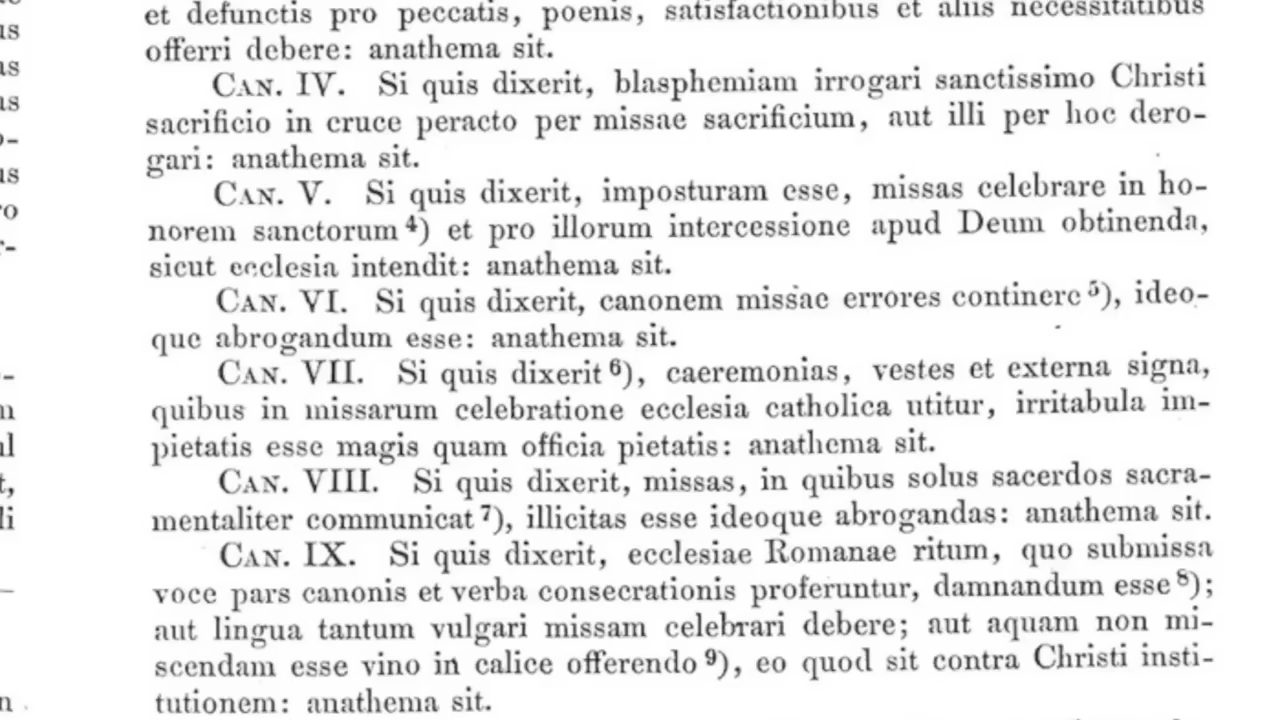 et defunctis pro peccatis, poenis, satisfactionibus et aliis necessitatibus
offerri debere: anathema sit.
CAN. IV. Si quis dixerit, blasphemiam irrogari sanctissimo Christi
sacrificio in cruce peracto per missae sacrificium, aut illi per hoc dero-
gari: anathema sit.
CAN. V. Si quis dixerit, imposturam esse, missas celebrare in ho-
norem sanctorum 4) et pro illorum intercessione apud Deum obtinenda,
sicut ecclesia intendit: anathema sit.
CAN. VI. Si quis dixerit, canonem missae errores continere 5), ideo-
que abrogandum esse: anathema sit.
CAN. VII. Si quis dixerit 6), caeremonias, vestes et externa signa,
quibus in missarum celebratione ecclesia catholica utitur, irritabula im-
pietatis esse magis quam officia pietatis: anathema sit.
CAN. VIII. Si quis dixerit, missas, in quibus solus sacerdos sacra-
mentaliter communicat 7), illicitas esse ideoque abrogandas: anathema sit.
CAN. IX. Si quis dixerit, ecclesiae Romanae ritum, quo submissa
voce pars canonis et verba consecrationis proferuntur, damnandum esse 8);
aut lingua tantum vulgari missam celebrari debere; aut aquam non mi-
scendam esse vino in calice offerendo 9), eo quod sit contra Christi insti-
tutionem: anathema sit.